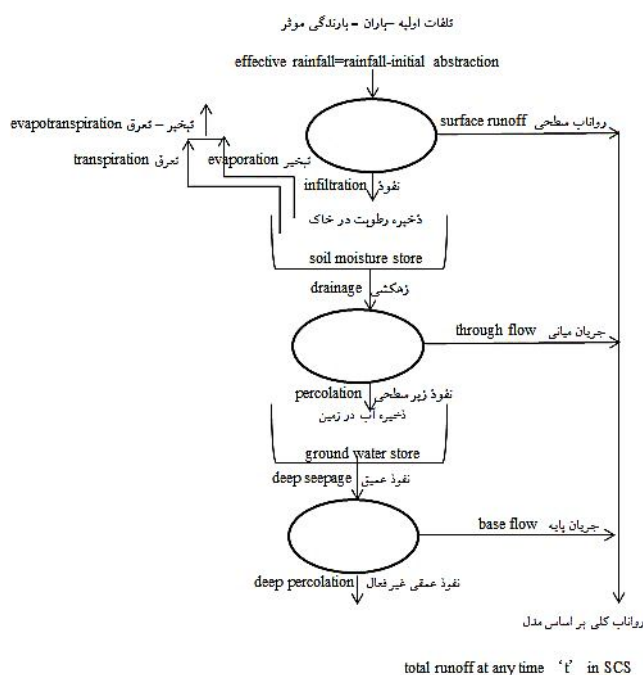 تلفات اولیه -باران - بارندگی موثر
effective rainfall=rainfall-initial abstraction
surface runoff رواناب سطحی
evapotranspiration تبخیر – تعرق
transpiration تعرق
evaporation تبخیر
infiltration نفوذ
ذخیره رطوبت در خاک
soil moisture store
drainage زهکشی
through flow جریان میانی
percolation نفوذ زیر سطحی
ذخیره آب در زمین
ground water store
deep seepage نفوذ عمیق
base flow جریان پایه
deep percolation نفوذ عمقی غیر فعال
رواناب کلی بر اساس مدل
total runoff at any time ‘t’ in SCS